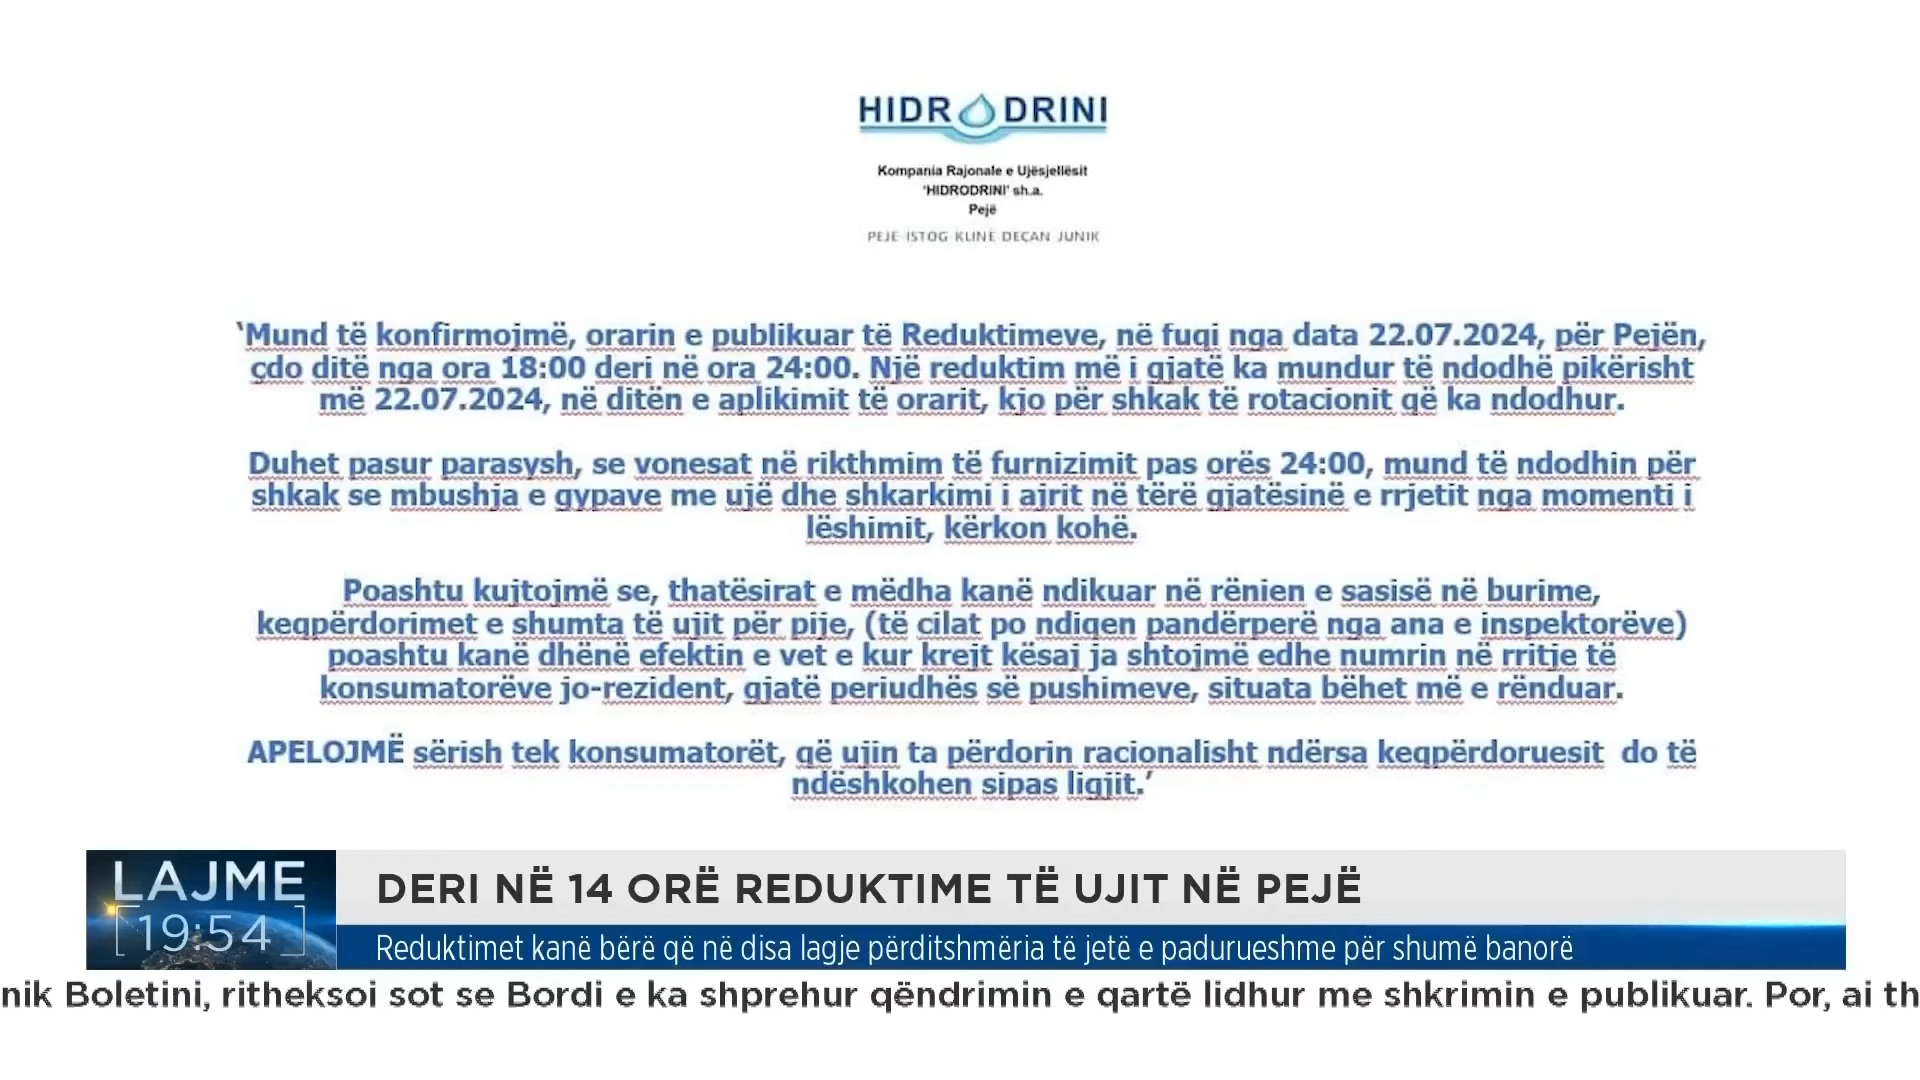 HIDRODRINI
Kompania Rajonale e Ujësjellësit
'HIDRODRINI' sh.a.
Pejë
PEJË ISTOG KLINË DEÇAN JUNIK
'Mund të konfirmojmë, orarin e publikuar të Reduktimeve, në fuqi nga data 22.07.2024, për Pejën,
çdo ditë nga ora 18:00 deri në ora 24:00. Një reduktim më i gjatë ka mundur të ndodhë pikërisht
më 22.07.2024, në ditën e aplikimit të orarit, kjo për shkak të rotacionit që ka ndodhur.
Duhet pasur parasysh, se vonesat në rikthmim të furnizimit pas orës 24:00, mund të ndodhin për
shkak se mbushja e gypave me ujë dhe shkarkimi i ajrit në tërë gjatësinë e rrjetit nga momenti i
lëshimit, kërkon kohë.
Poashtu kujtojmë se, thatësirat e mëdha kanë ndikuar në rënien e sasisë në burime,
keqpërdorimet e shumta të ujit për pije, (të cilat po ndiqen pandërperë nga ana e inspektorëve)
poashtu kanë dhënë efektin e vet e kur krejt kësaj ja shtojmë edhe numrin në rritje të
konsumatorëve jo-rezident, gjatë periudhës së pushimeve, situata bëhet më e rënduar.
APELOJMË sërish tek konsumatorët, që ujin ta përdorin racionalisht ndërsa keqpërdoruesit do të
ndëshkohen sipas ligjit.'
LAJME
19:54
DERI NË 14 ORË REDUKTIME TË UJIT NË PEJË
Reduktimet kanë bërë që në disa lagje përditshmëria të jetë e padurueshme për shumë banorë
nik Boletini, ritheksoi sot se Bordi e ka shprehur qëndrimin e qartë lidhur me shkrimin e publikuar. Por, ai th